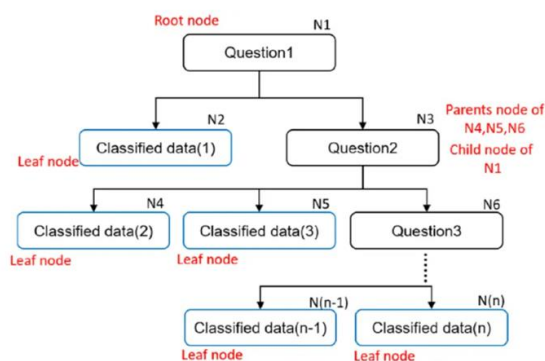 Root node
N1
Question1
N2
N3
Parents node of
N4,N5,N6
Child node of
N1
Leaf node
Classified data(1)
Question2
N4
N5
N6
Classified data(2)
Classified data(3)
Question3
Leaf node
Leaf node
N(n-1)
N(n)
Classified data(n-1)
Classified data(n)
Leaf node
Leaf node